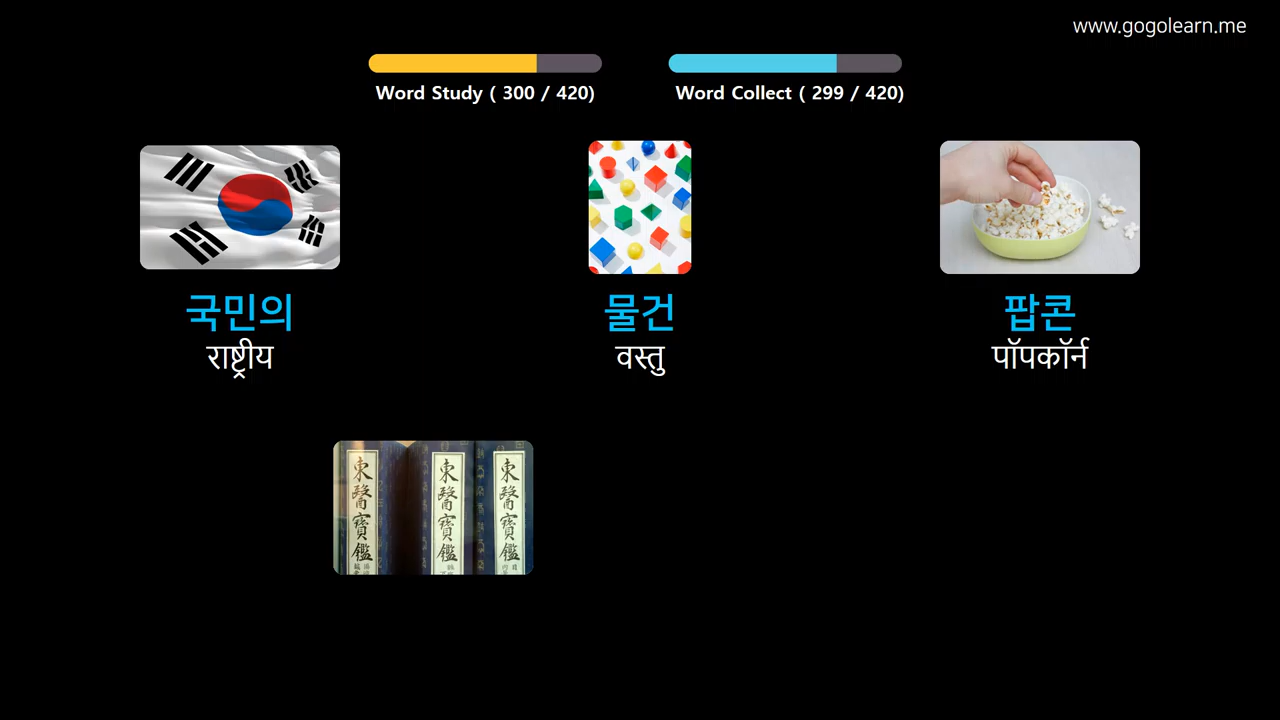 www.gogolearn.me
Word Study ( 300 / 420)
Word Collect ( 299 / 420)
국민의
राष्ट्रीय
물건
वस्तु
팝콘
पॉपकॉर्न
東醫寶鑑
東醫寶鑑
東醫寶鑑